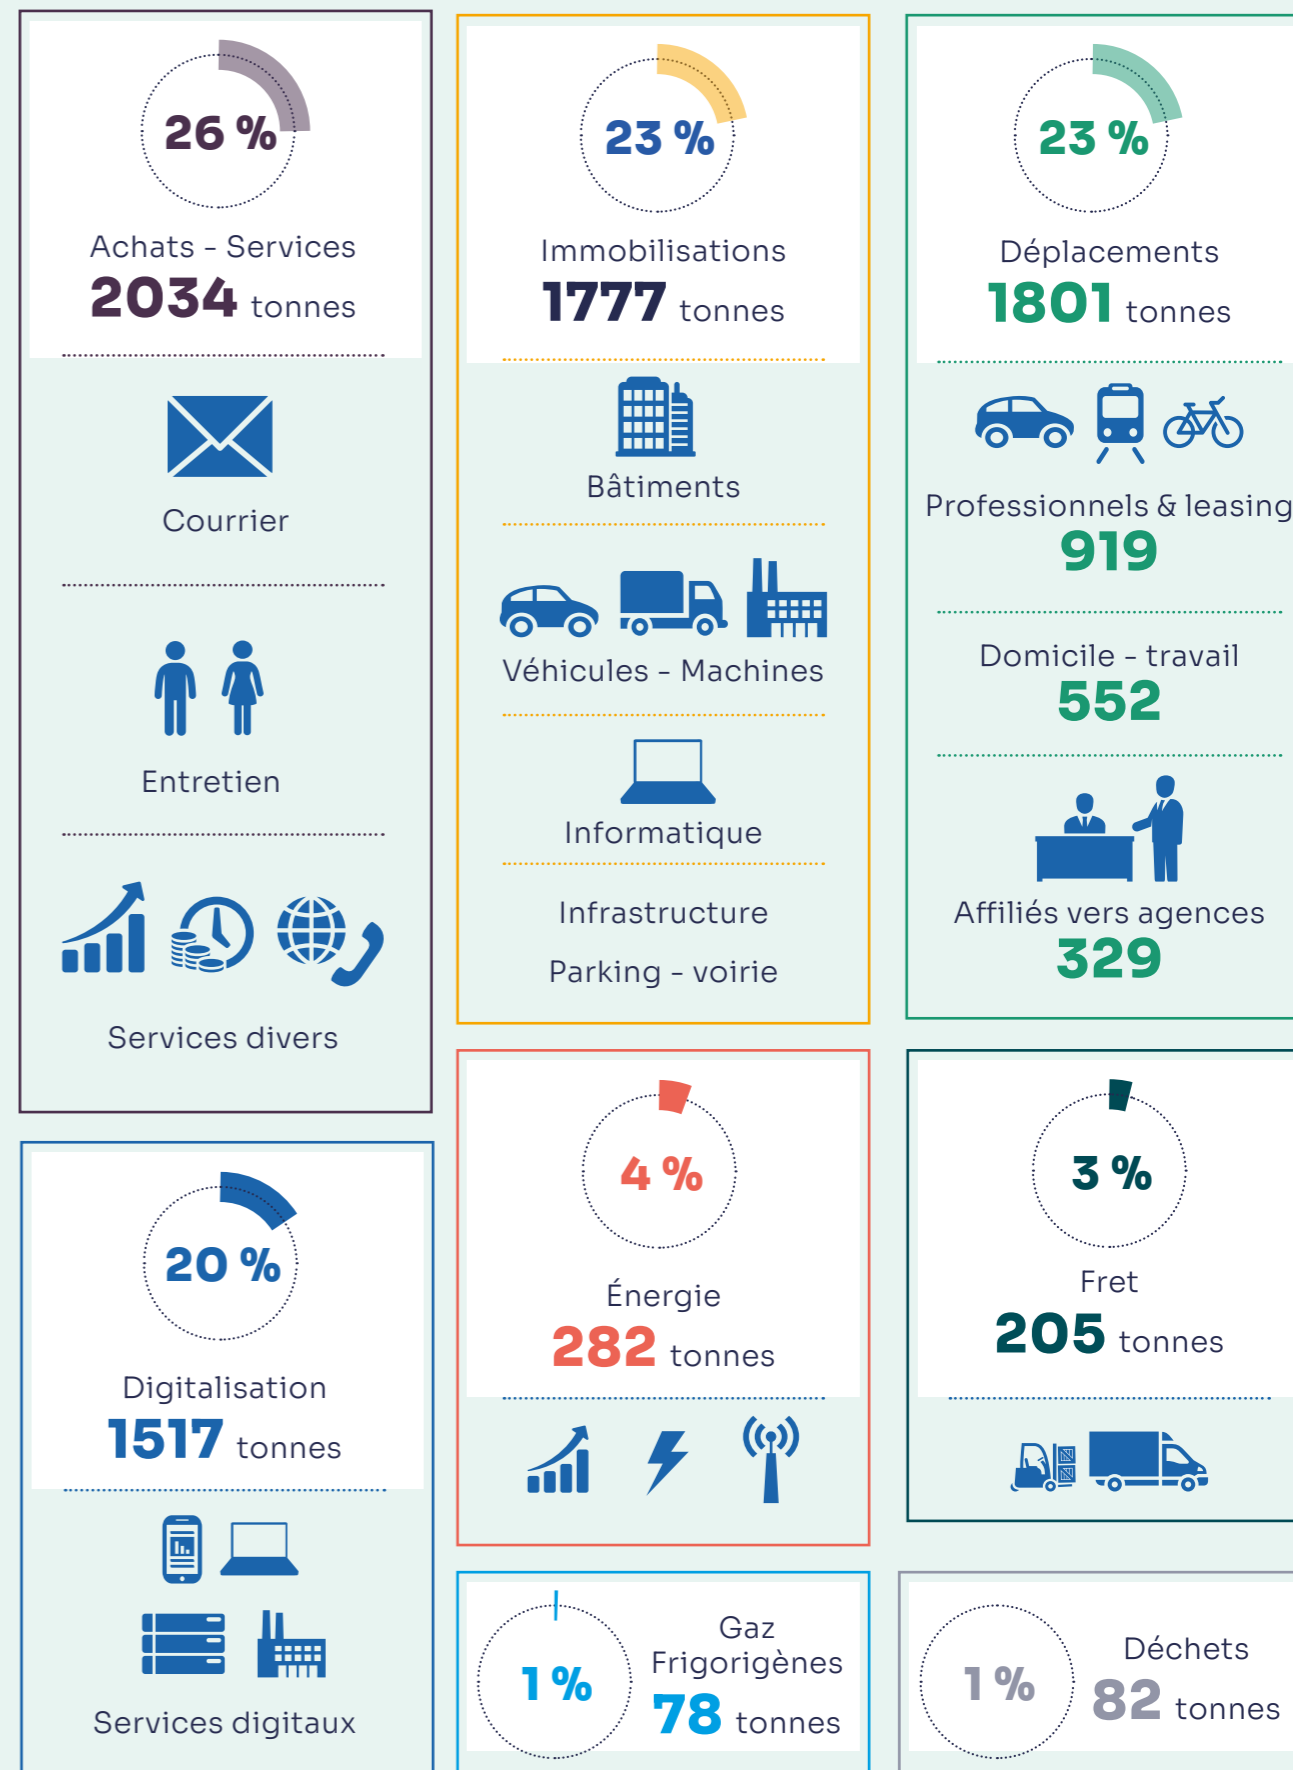 26 %
Achats - Services
2034 tonnes
Courrier
Entretien
Services divers
23 %
Immobilisations
1777 tonnes
Bâtiments
Véhicules - Machines
Informatique
Infrastructure
Parking - voirie
23 %
Déplacements
1801 tonnes
Professionnels & leasing
919
Domicile - travail
552
Affiliés vers agences
329
20 %
Digitalisation
1517 tonnes
Services digitaux
4 %
Énergie
282 tonnes
3 %
Fret
205 tonnes
1 %
Gaz
Frigorigènes
78 tonnes
1 %
Déchets
82 tonnes